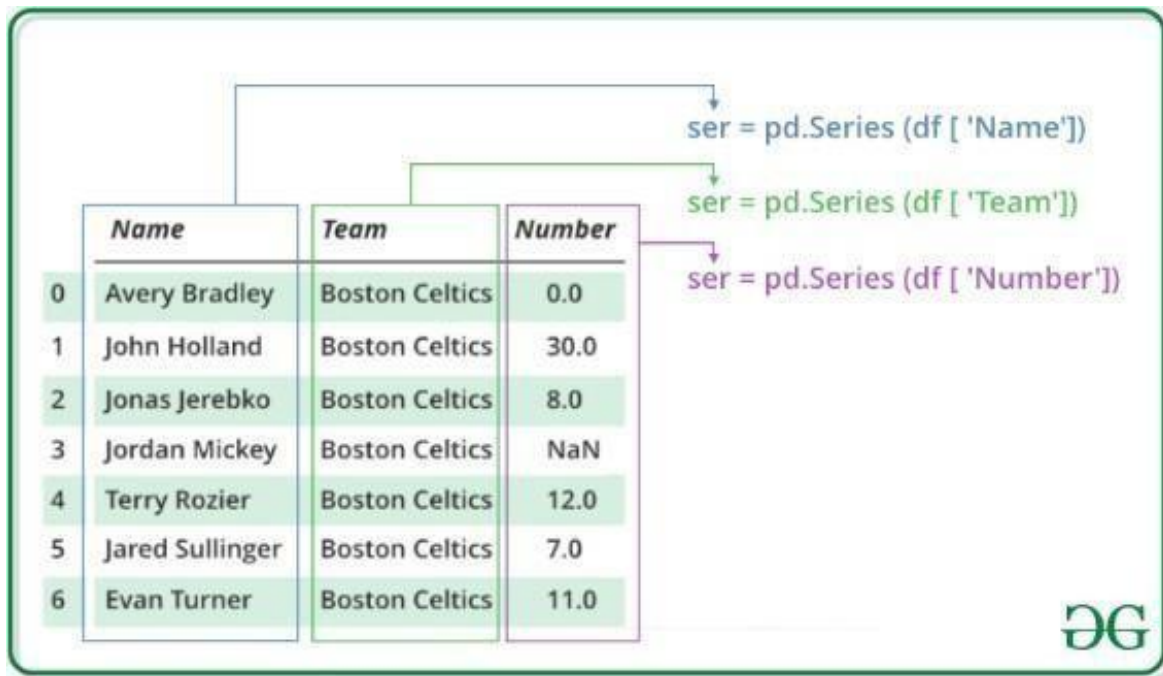 ser = pd.Series (df [ 'Name'])
ser = pd.Series (df [ 'Team'])
ser = pd.Series (df [ 'Number'])
Name Team Number
0 Avery Bradley Boston Celtics 0.0
1 John Holland Boston Celtics 30.0
2 Jonas Jerebko Boston Celtics 8.0
3 Jordan Mickey Boston Celtics NaN
4 Terry Rozier Boston Celtics 12.0
5 Jared Sullinger Boston Celtics 7.0
6 Evan Turner Boston Celtics 11.0